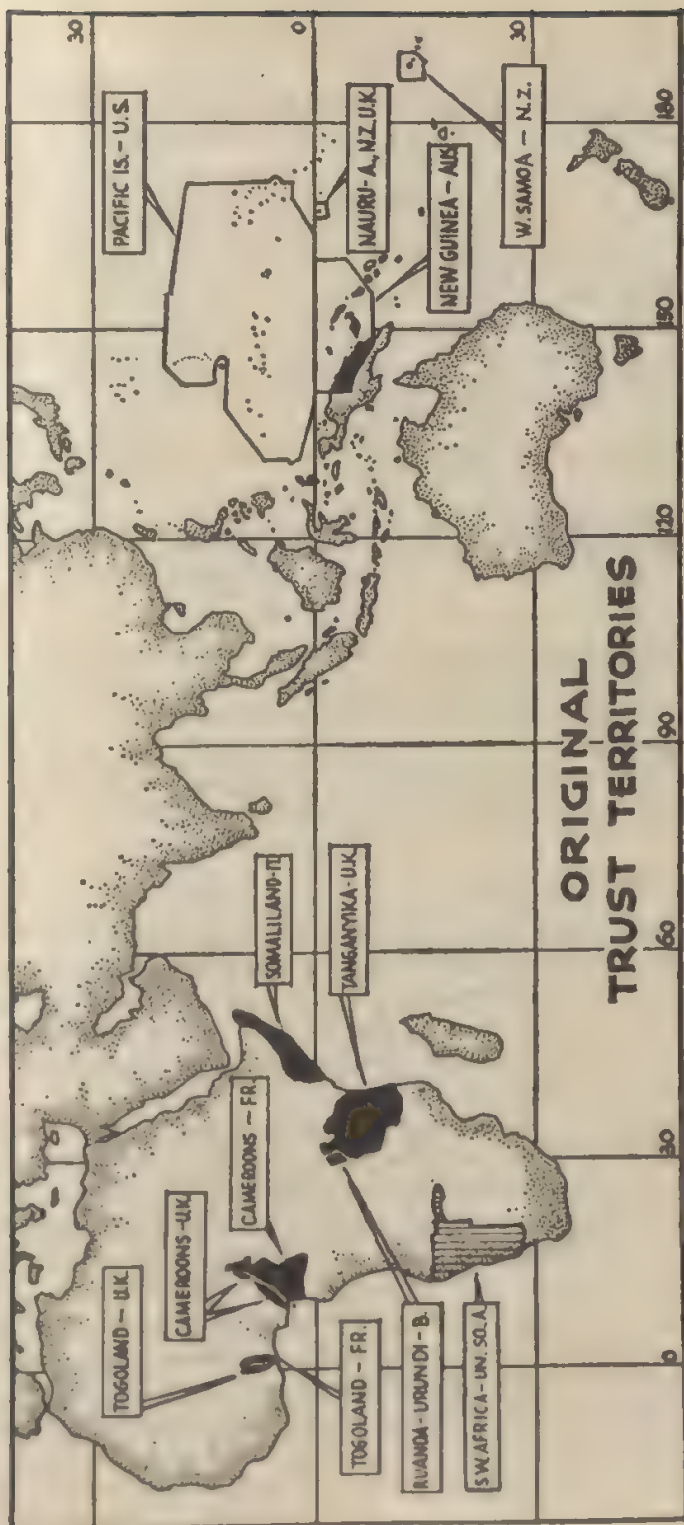 30
0
30
PACIFIC IS. – U.S.
NAURU – A., N.Z., U.K.
NEW GUINEA – AUS.
W. SAMOA – N.Z.
180
150
120
90
60
30
0
ORIGINAL
TRUST TERRITORIES
SOMALILAND – IT.
TANGANYIKA – U.K.
CAMEROONS – FR.
CAMEROONS – U.K.
TOGOLAND – U.K.
TOGOLAND – FR.
RUANDA – URUNDI – B.
S.W. AFRICA – UN. SO. A.